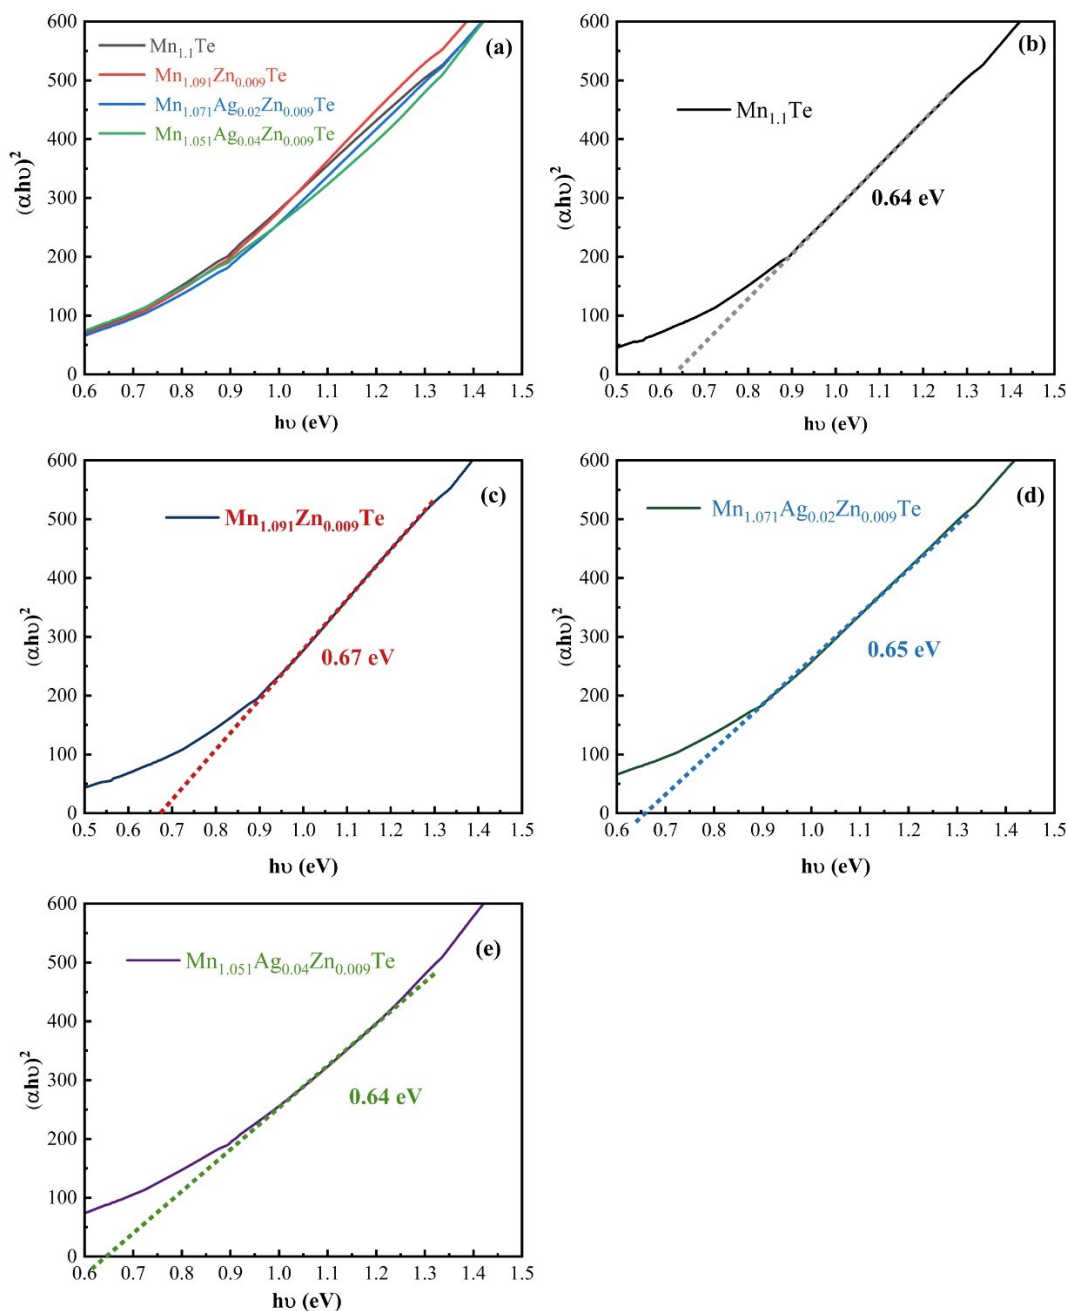 (a)
Mn1.1Te
Mn1.091Zn0.009Te
Mn1.071Ag0.02Zn0.009Te
Mn1.051Ag0.04Zn0.009Te
(αhυ)2
600
500
400
300
200
100
0
0.6 0.7 0.8 0.9 1.0 1.1 1.2 1.3 1.4 1.5
hυ (eV)
(b)
Mn1.1Te
0.64 eV
(αhυ)2
600
500
400
300
200
100
0
0.5 0.6 0.7 0.8 0.9 1.0 1.1 1.2 1.3 1.4 1.5
hυ (eV)
(c)
Mn1.091Zn0.009Te
0.67 eV
(αhυ)2
600
500
400
300
200
100
0
0.5 0.6 0.7 0.8 0.9 1.0 1.1 1.2 1.3 1.4 1.5
hυ (eV)
(d)
Mn1.071Ag0.02Zn0.009Te
0.65 eV
(αhυ)2
600
500
400
300
200
100
0
0.6 0.7 0.8 0.9 1.0 1.1 1.2 1.3 1.4 1.5
hυ (eV)
(e)
Mn1.051Ag0.04Zn0.009Te
0.64 eV
(αhυ)2
600
500
400
300
200
100
0
0.6 0.7 0.8 0.9 1.0 1.1 1.2 1.3 1.4 1.5
hυ (eV)